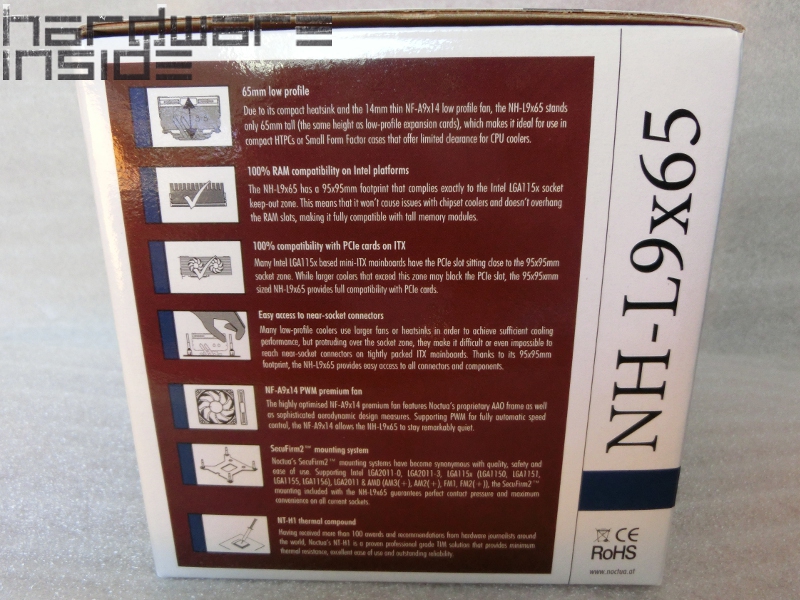 hardware
inside
65mm low profile
Due to its compact heatsink and the 14mm thin NF-A9x14 low profile fan, the NH-L9x65 stands
only 65mm tall (the same height as low-profile expansion cards), which makes it ideal for use in
compact HTPCs or Small Form Factor cases that offer limited clearance for CPU coolers.
100% RAM compatibility on Intel platforms
The NH-L9x65 has a 95x95mm footprint that complies exactly to the Intel LGA115x socket
keep-out zone. This means that it won't cause issues with chipset coolers and doesn't overhang
the RAM slots, making it fully compatible with tall memory modules.
100% compatibility with PCIe cards on ITX
Many Intel LGA115x based mini-ITX mainboards have the PCIe slot sitting close to the 95x95mm
socket zone. While larger coolers that exceed this zone may block the PCIe slot, the 95x95xmm
sized NH-L9x65 provides full compatibility with PCIe cards.
Easy access to near-socket connectors
Many low-profile coolers use larger fans or heatsinks in order to achieve sufficient cooling
performance, but protruding over the socket zone, they make it difficult or even impossible to
reach near-socket connectors on tightly packed ITX mainboards. Thanks to its 95x95mm
footprint, the NH-L9x65 provides easy access to all connectors and components.
NF-A9x14 PWM premium fan
The highly optimised NF-A9x14 premium fan features Noctua's proprietary AAO frame as well
as sophisticated aerodynamic design measures. Supporting PWM for fully automatic speed
control, the NF-A9x14 allows the NH-L9x65 to stay remarkably quiet.
SecuFirm2™ mounting system
Noctua's SecuFirm2™ mounting systems have become synonymous with quality, safety and
ease of use. Supporting Intel LGA2011-0, LGA2011-3, LGA115x (LGA1150, LGA1151,
LGA1155, LGA1156), LGA2011 & AMD (AM3(+), AM2(+), FM1, FM2(+)), the SecuFirm2™
mounting included with the NH-L9x65 guarantees perfect contact pressure and maximum
convenience on all current sockets.
NT-H1 thermal compound
Having received more than 100 awards and recommendations from hardware journalists around
the world, Noctua's NT-H1 is a proven professional grade TIM solution that provides minimum
thermal resistance, excellent ease of use and outstanding reliability.
NH-L9x65
CE
RoHS
www.noctua.at